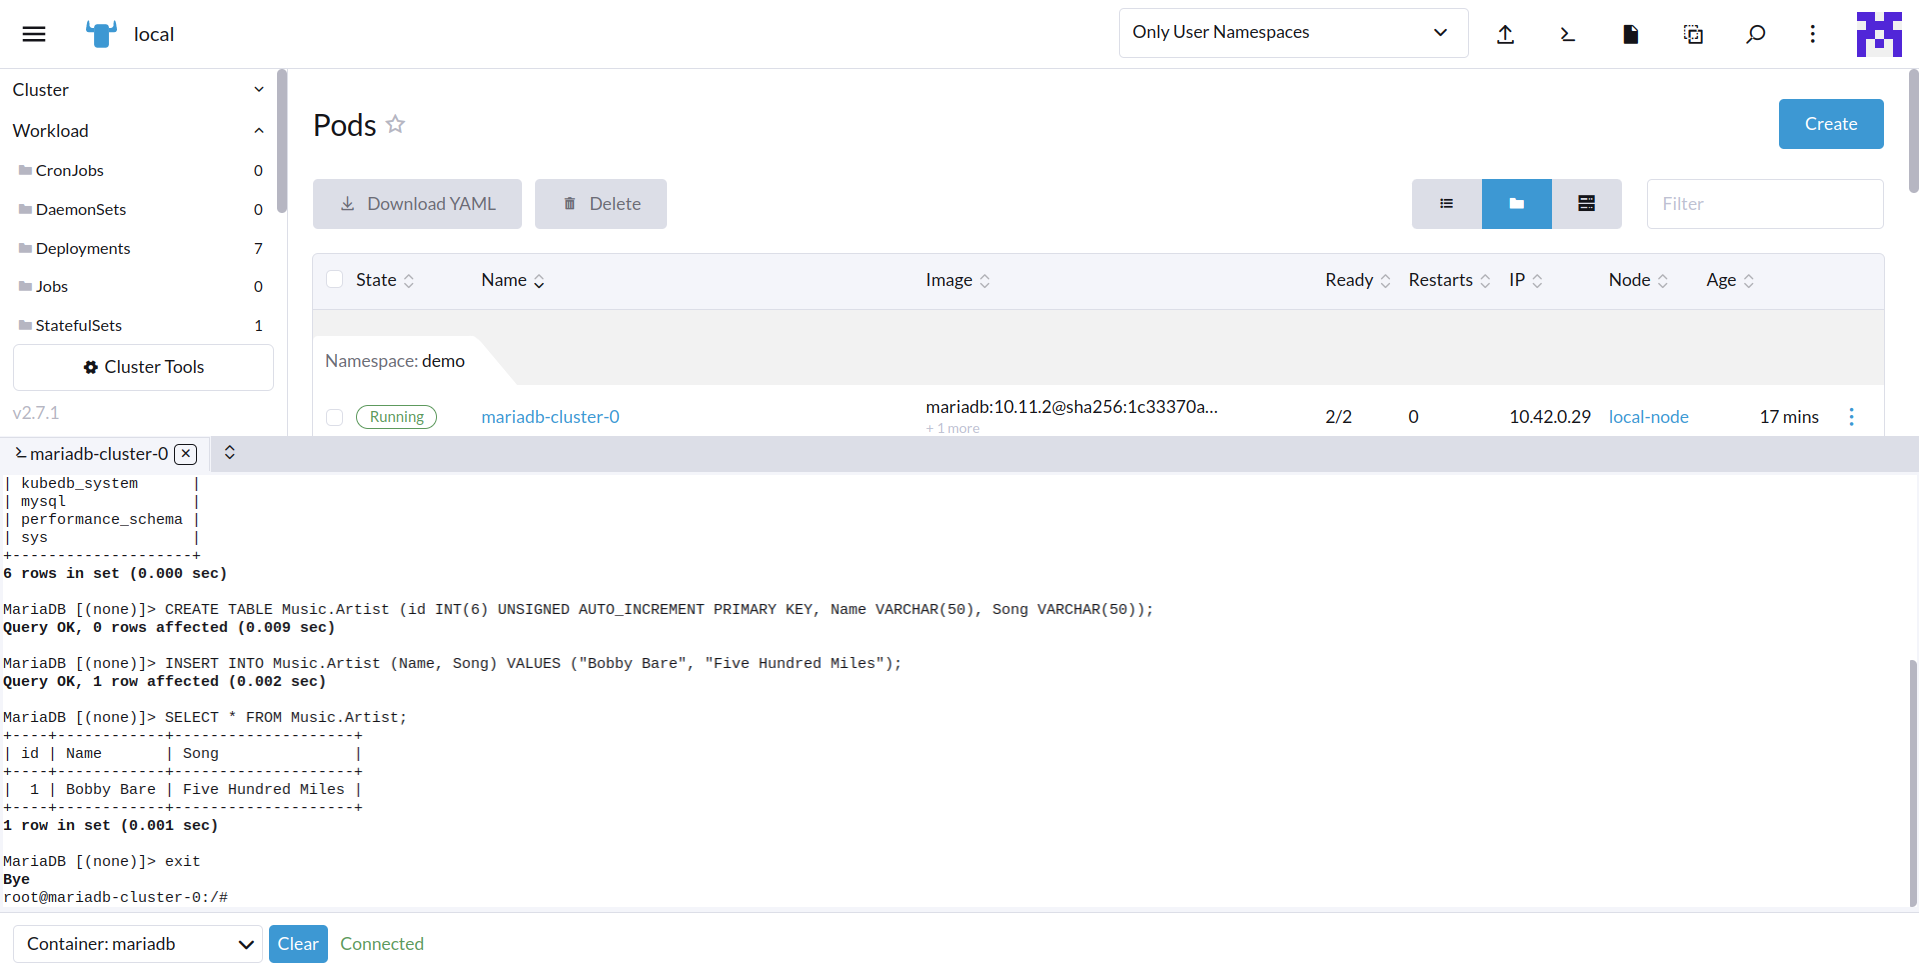 local
Only User Namespaces
Cluster
Workload
CronJobs 0
DaemonSets 0
Deployments 7
Jobs 0
StatefulSets 1
Cluster Tools
v2.7.1
Pods
Create
Download YAML
Delete
Filter
State Name Image Ready Restarts IP Node Age
Namespace: demo
Running mariadb-cluster-0 mariadb:10.11.2@sha256:1c33370a... 2/2 0 10.42.0.29 local-node 17 mins
+ 1 more
mariadb-cluster-0
| kubedb_system      |
| mysql              |
| performance_schema |
| sys                |
+--------------------+
6 rows in set (0.000 sec)
MariaDB [(none)]> CREATE TABLE Music.Artist (id INT(6) UNSIGNED AUTO_INCREMENT PRIMARY KEY, Name VARCHAR(50), Song VARCHAR(50));
Query OK, 0 rows affected (0.009 sec)
MariaDB [(none)]> INSERT INTO Music.Artist (Name, Song) VALUES ("Bobby Bare", "Five Hundred Miles");
Query OK, 1 row affected (0.002 sec)
MariaDB [(none)]> SELECT * FROM Music.Artist;
+----+------------+--------------------+
| id | Name       | Song               |
+----+------------+--------------------+
|  1 | Bobby Bare | Five Hundred Miles |
+----+------------+--------------------+
1 row in set (0.001 sec)
MariaDB [(none)]> exit
Bye
root@mariadb-cluster-0:/#
Container: mariadb
Clear
Connected